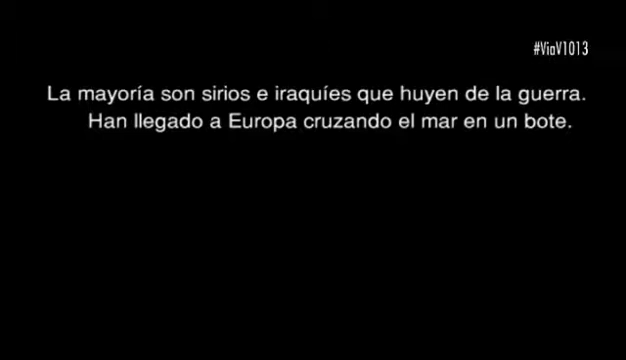 #ViaV1013
La mayoría son sirios e iraquíes que huyen de la guerra.
Han llegado a Europa cruzando el mar en un bote.